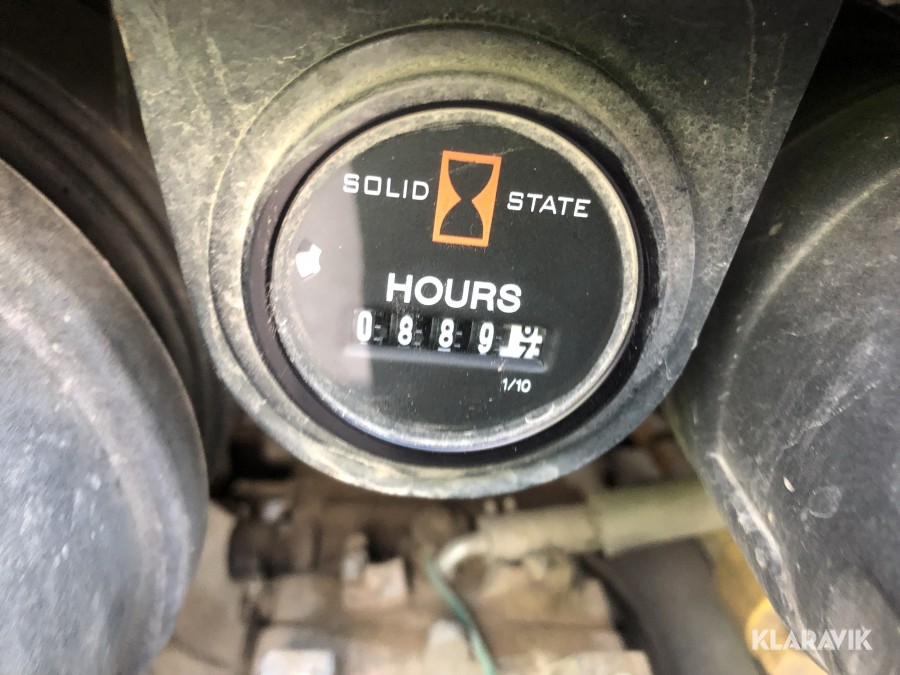 SOLID STATE
HOURS
0889
1/10
KLARAVIK